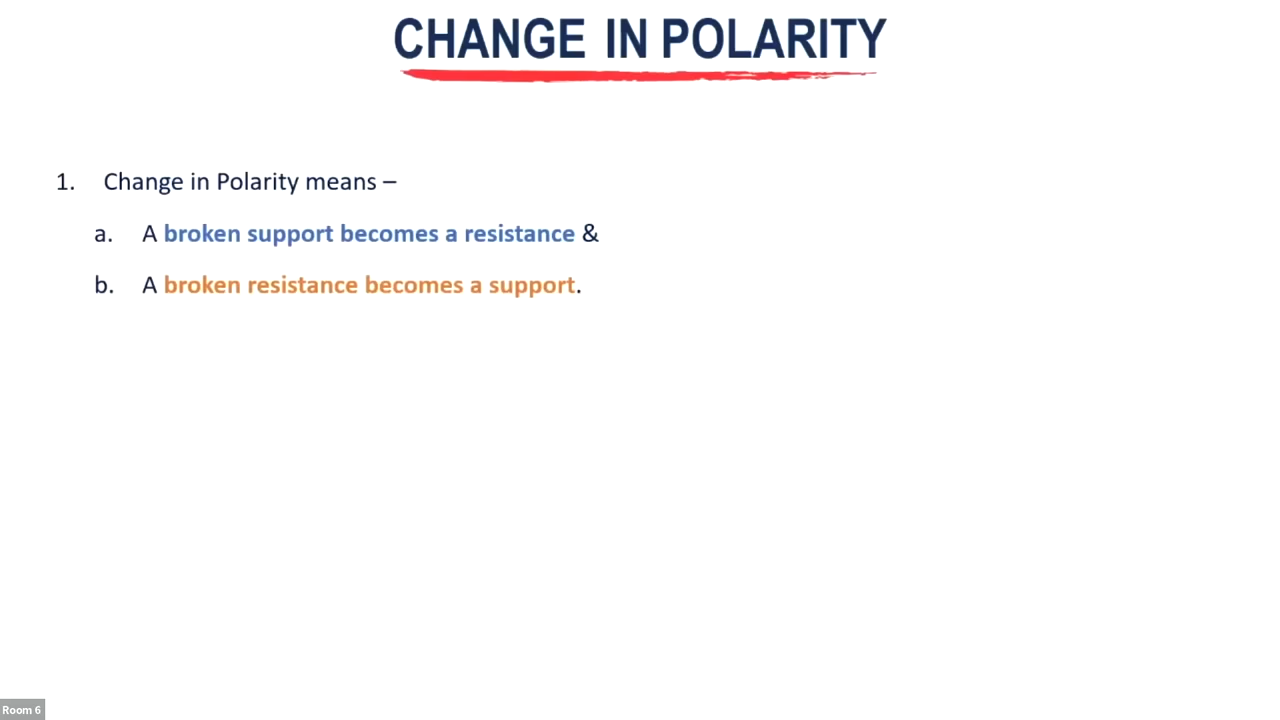 CHANGE IN POLARITY
1. Change in Polarity means –
a. A broken support becomes a resistance &
b. A broken resistance becomes a support.
Room 6